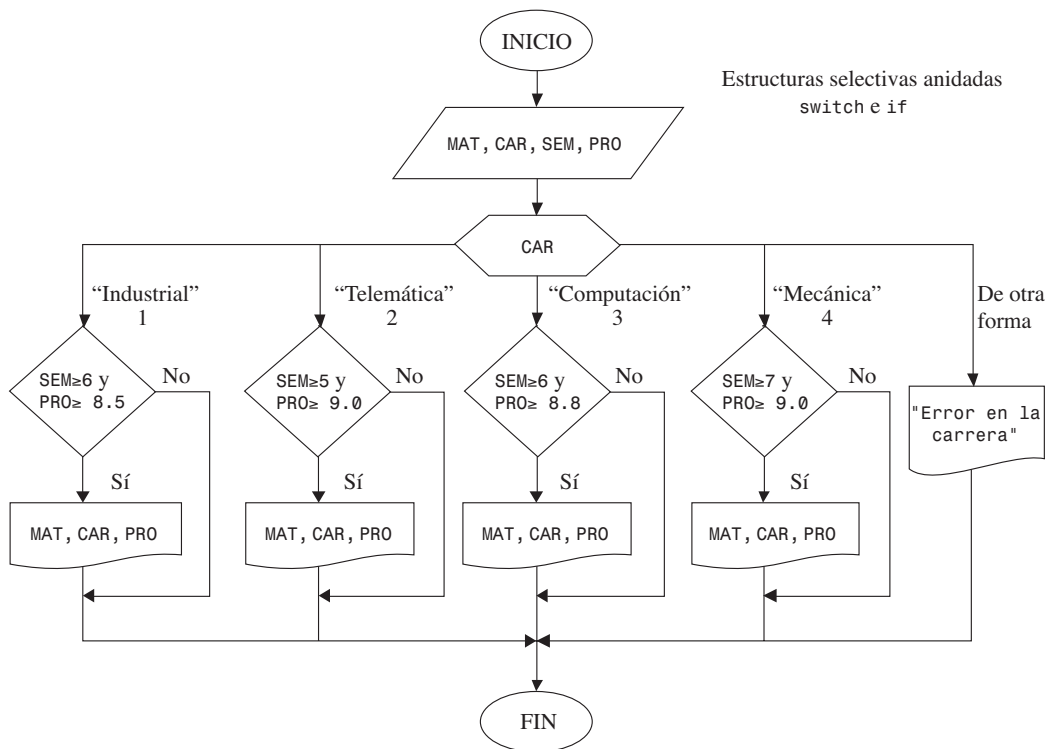 INICIO
Estructuras selectivas anidadas
switch e if
MAT, CAR, SEM, PRO
CAR
“Industrial”
1
“Telemática”
2
“Computación”
3
“Mecánica”
4
De otra
forma
SEM≥6 y
PRO≥ 8.5
No
SEM≥5 y
PRO≥ 9.0
No
SEM≥6 y
PRO≥ 8.8
No
SEM≥7 y
PRO≥ 9.0
No
"Error en la
carrera"
Sí
Sí
Sí
Sí
MAT, CAR, PRO
MAT, CAR, PRO
MAT, CAR, PRO
MAT, CAR, PRO
FIN